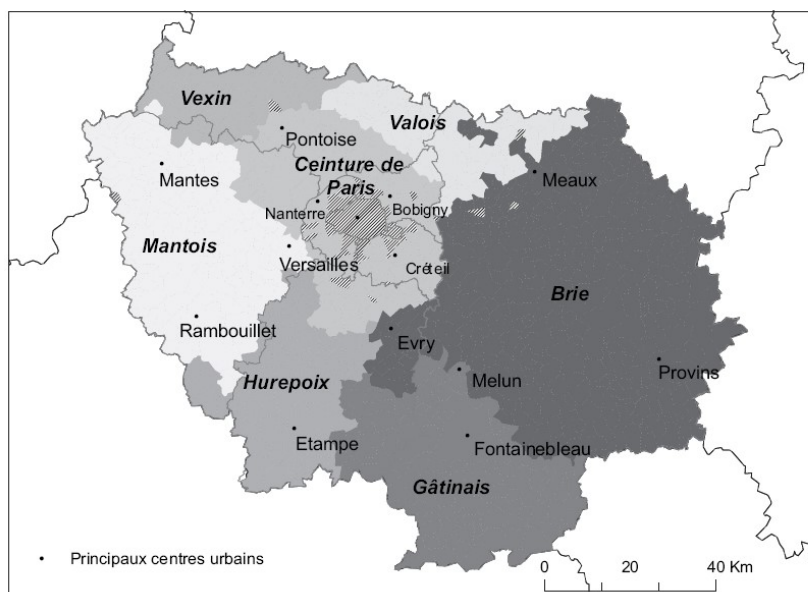 Vexin
Valois
Pontoise
Ceinture de
Paris
Mantes
Meaux
Nanterre
Bobigny
Mantois
Versailles
Créteil
Brie
Rambouillet
Evry
Hurepoix
Melun
Provins
Etampe
Fontainebleau
Gâtinais
Principaux centres urbains
0 20 40 Km